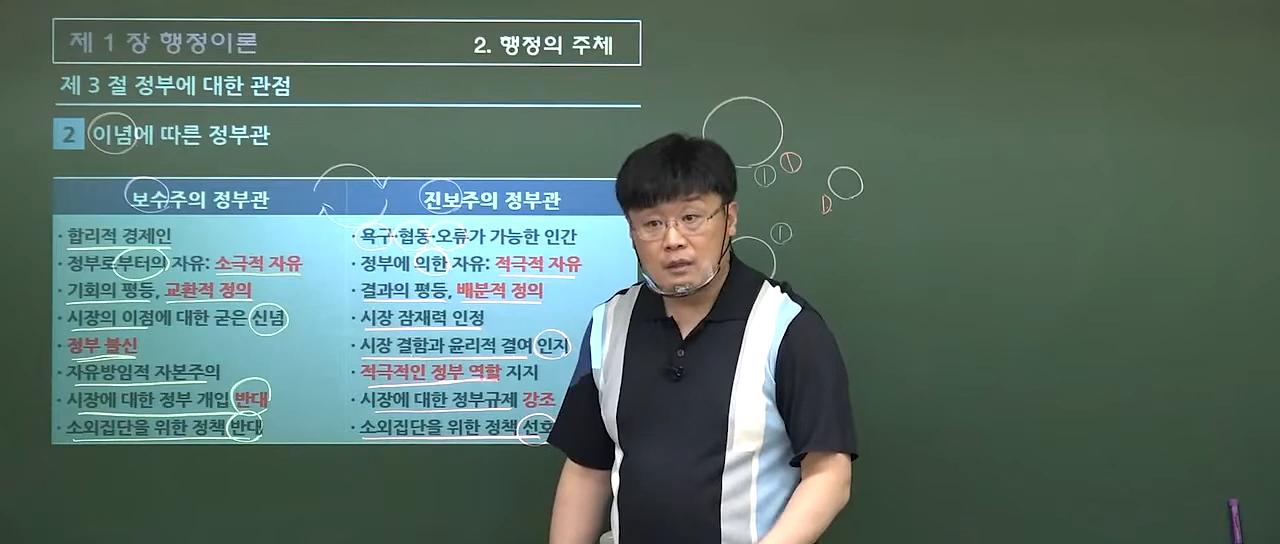 제 1 장 행정이론
2. 행정의 주체
제 3 절 정부에 대한 관점
2 이념에 따른 정부관
보수주의 정부관 진보주의 정부관
· 합리적 경제인 · 욕구·협동·오류가 가능한 인간
· 정부로부터의 자유: 소극적 자유 · 정부에 의한 자유: 적극적 자유
· 기회의 평등, 교환적 정의 · 결과의 평등, 배분적 정의
· 시장의 이점에 대한 굳은 신념 · 시장 잠재력 인정
· 정부 불신 · 시장 결함과 윤리적 결여 인지
· 자유방임적 자본주의 · 적극적인 정부 역할 지지
· 시장에 대한 정부 개입 반대 · 시장에 대한 정부규제 강조
· 소외집단을 위한 정책 반대 · 소외집단을 위한 정책 선호